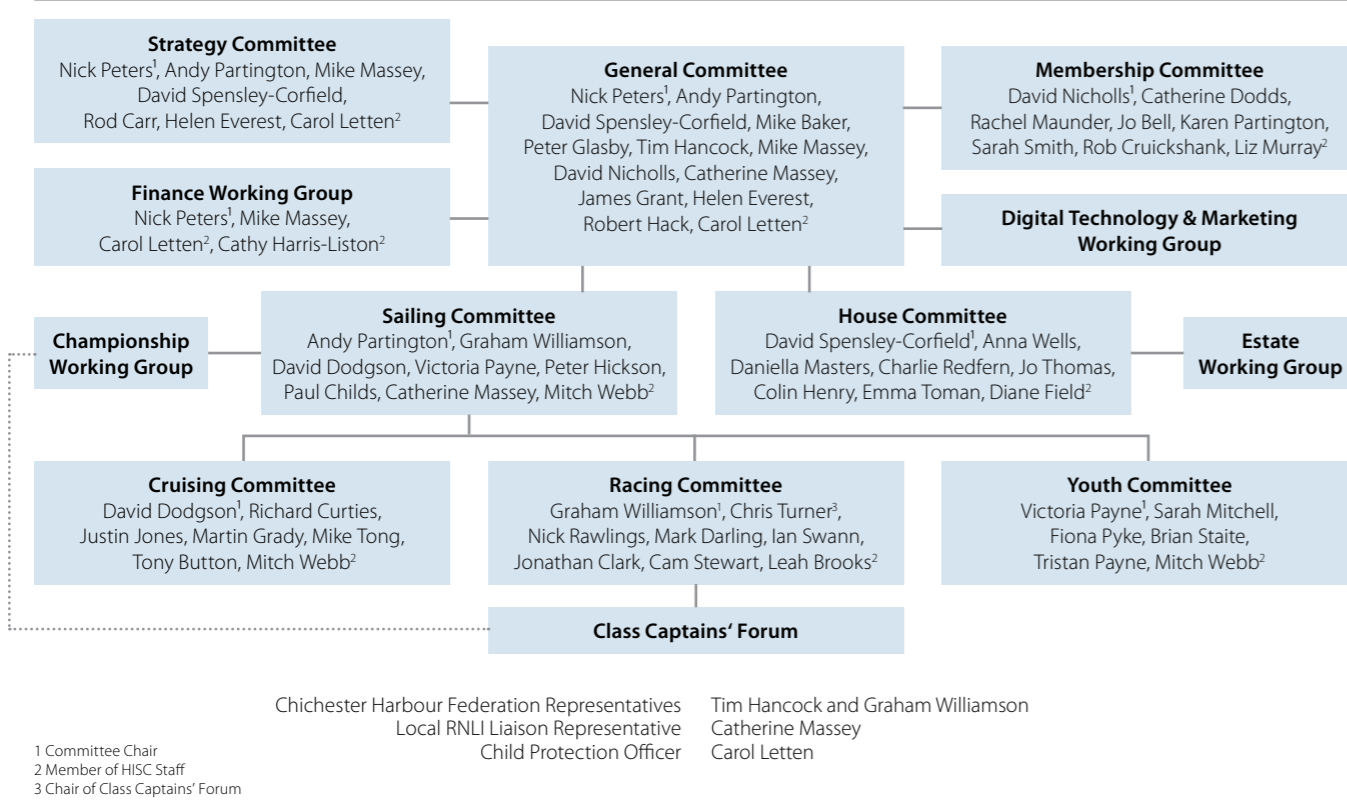 Strategy Committee
Nick Peters¹, Andy Partington, Mike Massey,
David Spensley-Corfield,
Rod Carr, Helen Everest, Carol Letten²
General Committee
Nick Peters¹, Andy Partington,
David Spensley-Corfield, Mike Baker,
Peter Glasby, Tim Hancock, Mike Massey,
David Nicholls, Catherine Massey,
James Grant, Helen Everest,
Robert Hack, Carol Letten²
Membership Committee
David Nicholls¹, Catherine Dodds,
Rachel Maunder, Jo Bell, Karen Partington,
Sarah Smith, Rob Cruickshank, Liz Murray²
Finance Working Group
Nick Peters¹, Mike Massey,
Carol Letten², Cathy Harris-Liston²
Digital Technology & Marketing
Working Group
Championship
Working Group
Sailing Committee
Andy Partington¹, Graham Williamson,
David Dodgson, Victoria Payne, Peter Hickson,
Paul Childs, Catherine Massey, Mitch Webb²
House Committee
David Spensley-Corfield¹, Anna Wells,
Daniella Masters, Charlie Redfern, Jo Thomas,
Colin Henry, Emma Toman, Diane Field²
Estate
Working Group
Cruising Committee
David Dodgson¹, Richard Curties,
Justin Jones, Martin Grady, Mike Tong,
Tony Button, Mitch Webb²
Racing Committee
Graham Williamson¹, Chris Turner³,
Nick Rawlings, Mark Darling, Ian Swann,
Jonathan Clark, Cam Stewart, Leah Brooks²
Youth Committee
Victoria Payne¹, Sarah Mitchell,
Fiona Pyke, Brian Staite,
Tristan Payne, Mitch Webb²
Class Captains‘ Forum
Chichester Harbour Federation Representatives Tim Hancock and Graham Williamson
Local RNLI Liaison Representative Catherine Massey
Child Protection Officer Carol Letten
1 Committee Chair
2 Member of HISC Staff
3 Chair of Class Captains’ Forum